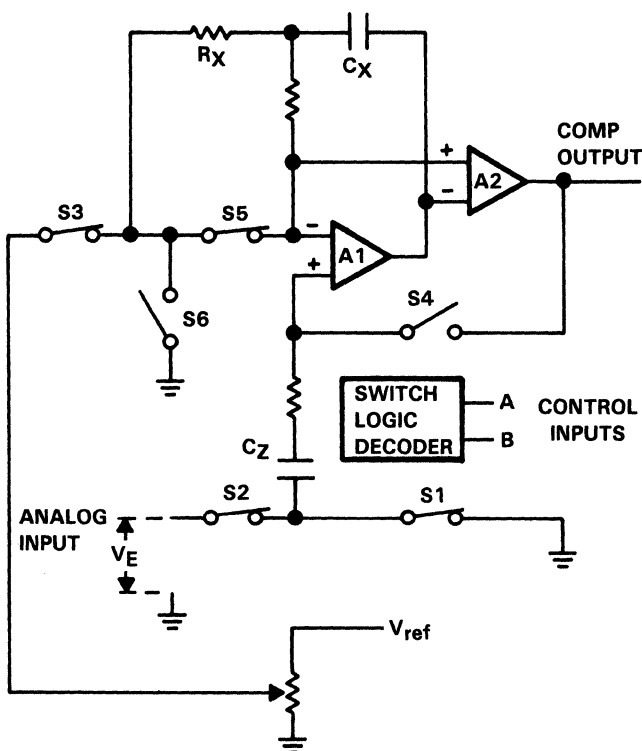 RX
CX
COMP
OUTPUT
+
A2
-
S3
S5
-
A1
+
S6
S4
SWITCH
LOGIC
DECODER
A
B
CONTROL
INPUTS
CZ
S2
S1
ANALOG
INPUT
VE
Vref